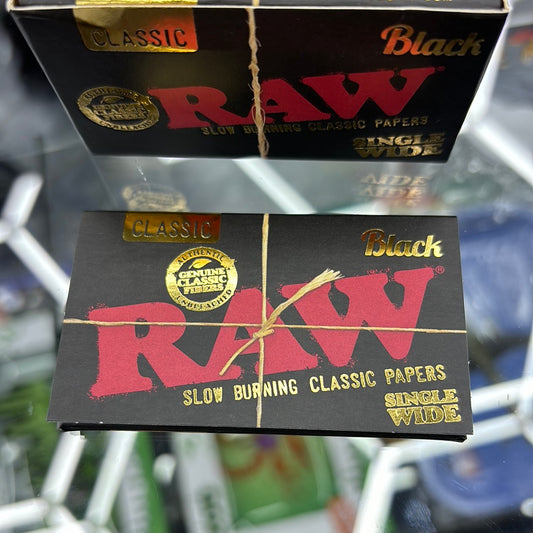 CLASSIC
Black
RAW
SLOW BURNING CLASSIC PAPERS
SINGLE
WIDE
CLASSIC
Black
AUTHENTIC
GENUINE
CLASSIC
FIBERS
UNBLEACHED
RAW®
SLOW BURNING CLASSIC PAPERS
SINGLE
WIDE